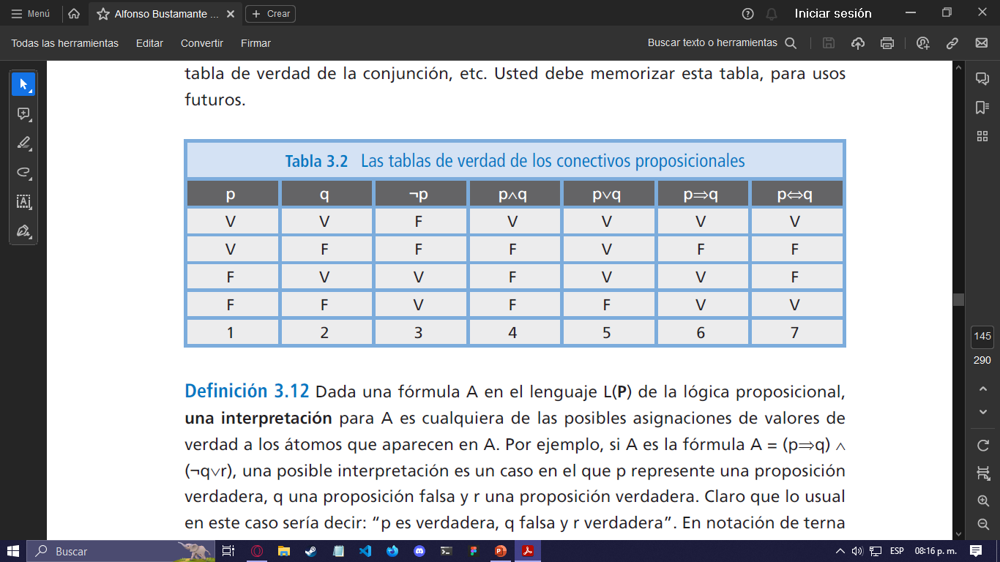 Menú
Alfonso Bustamante ...
Crear
Iniciar sesión
Todas las herramientas
Editar
Convertir
Firmar
Buscar texto o herramientas
tabla de verdad de la conjunción, etc. Usted debe memorizar esta tabla, para usos
futuros.
Tabla 3.2 Las tablas de verdad de los conectivos proposicionales
p q ¬p p∧q p∨q p⇒q p⇔q
V V F V V V V
V F F F V F F
F V V F V V F
F F V F F V V
1 2 3 4 5 6 7
Definición 3.12 Dada una fórmula A en el lenguaje L(P) de la lógica proposicional,
una interpretación para A es cualquiera de las posibles asignaciones de valores de
verdad a los átomos que aparecen en A. Por ejemplo, si A es la fórmula A = (p⇒q) ∧
(¬q∨r), una posible interpretación es un caso en el que p represente una proposición
verdadera, q una proposición falsa y r una proposición verdadera. Claro que lo usual
en este caso sería decir: “p es verdadera, q falsa y r verdadera”. En notación de terna
145
290
Buscar
ESP
08:16 p. m.